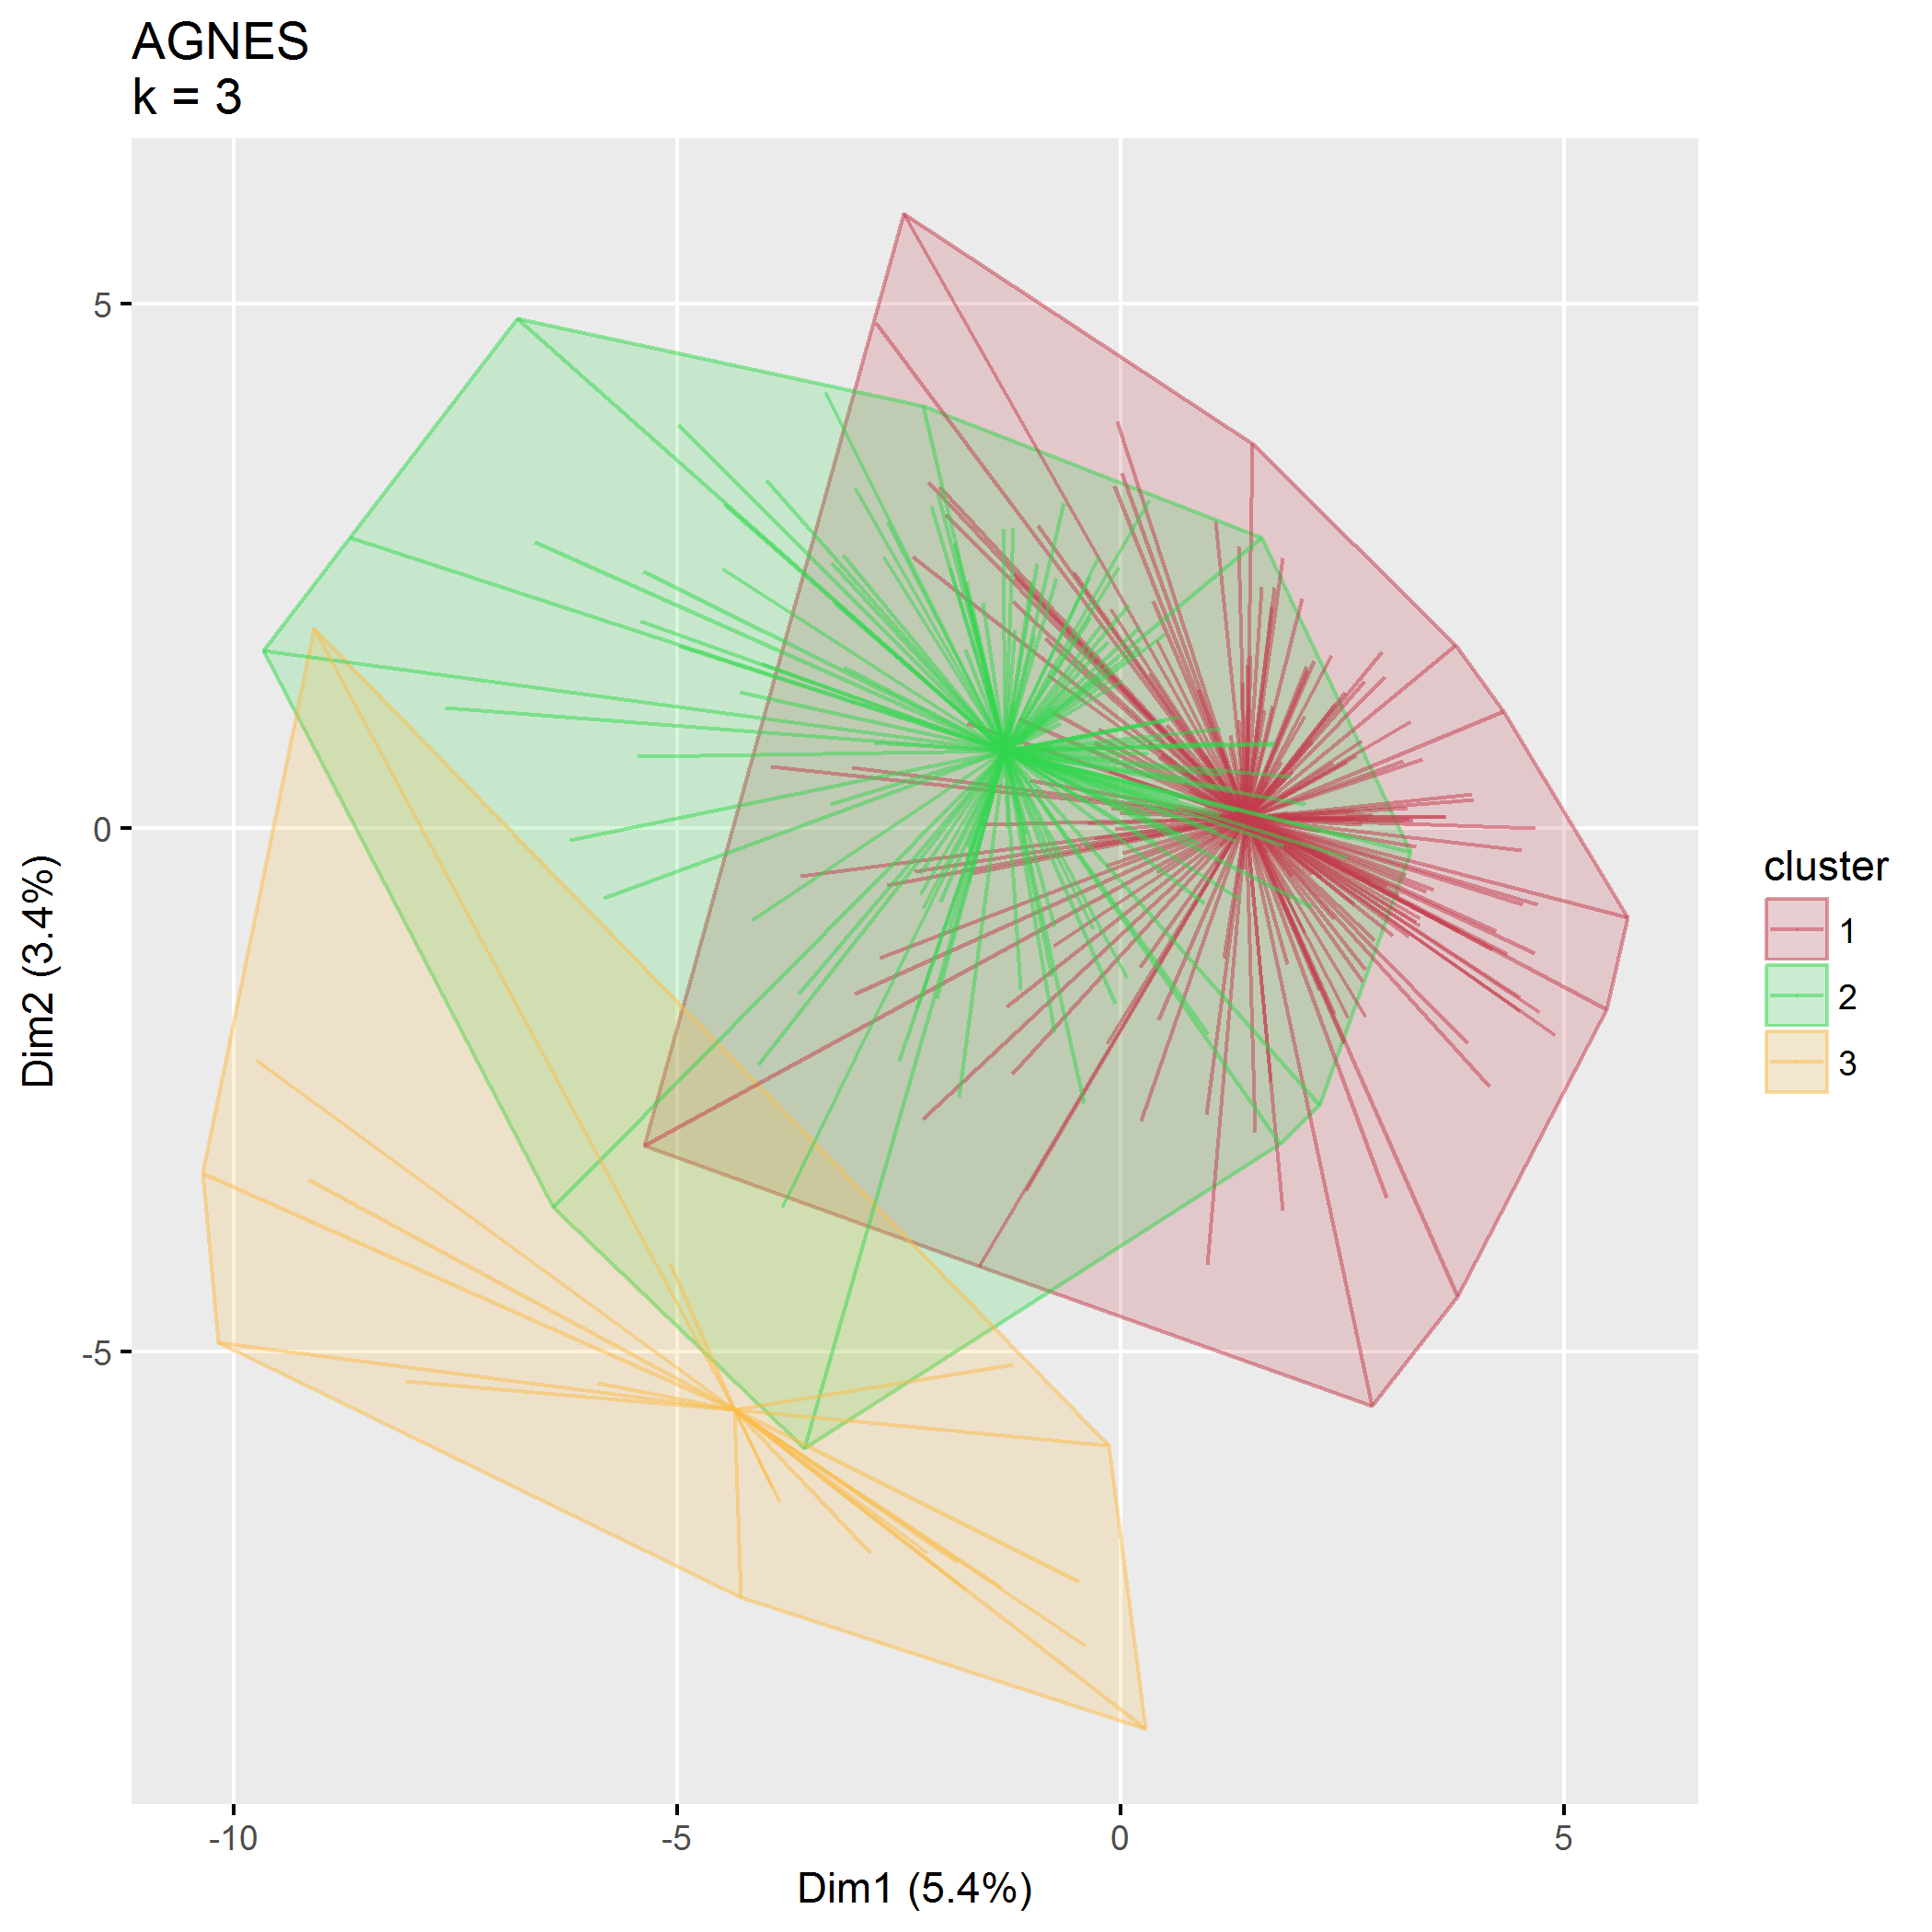 AGNES
k = 3
5
0
-5
-10
-5
0
5
Dim1 (5.4%)
Dim2 (3.4%)
cluster
1
2
3